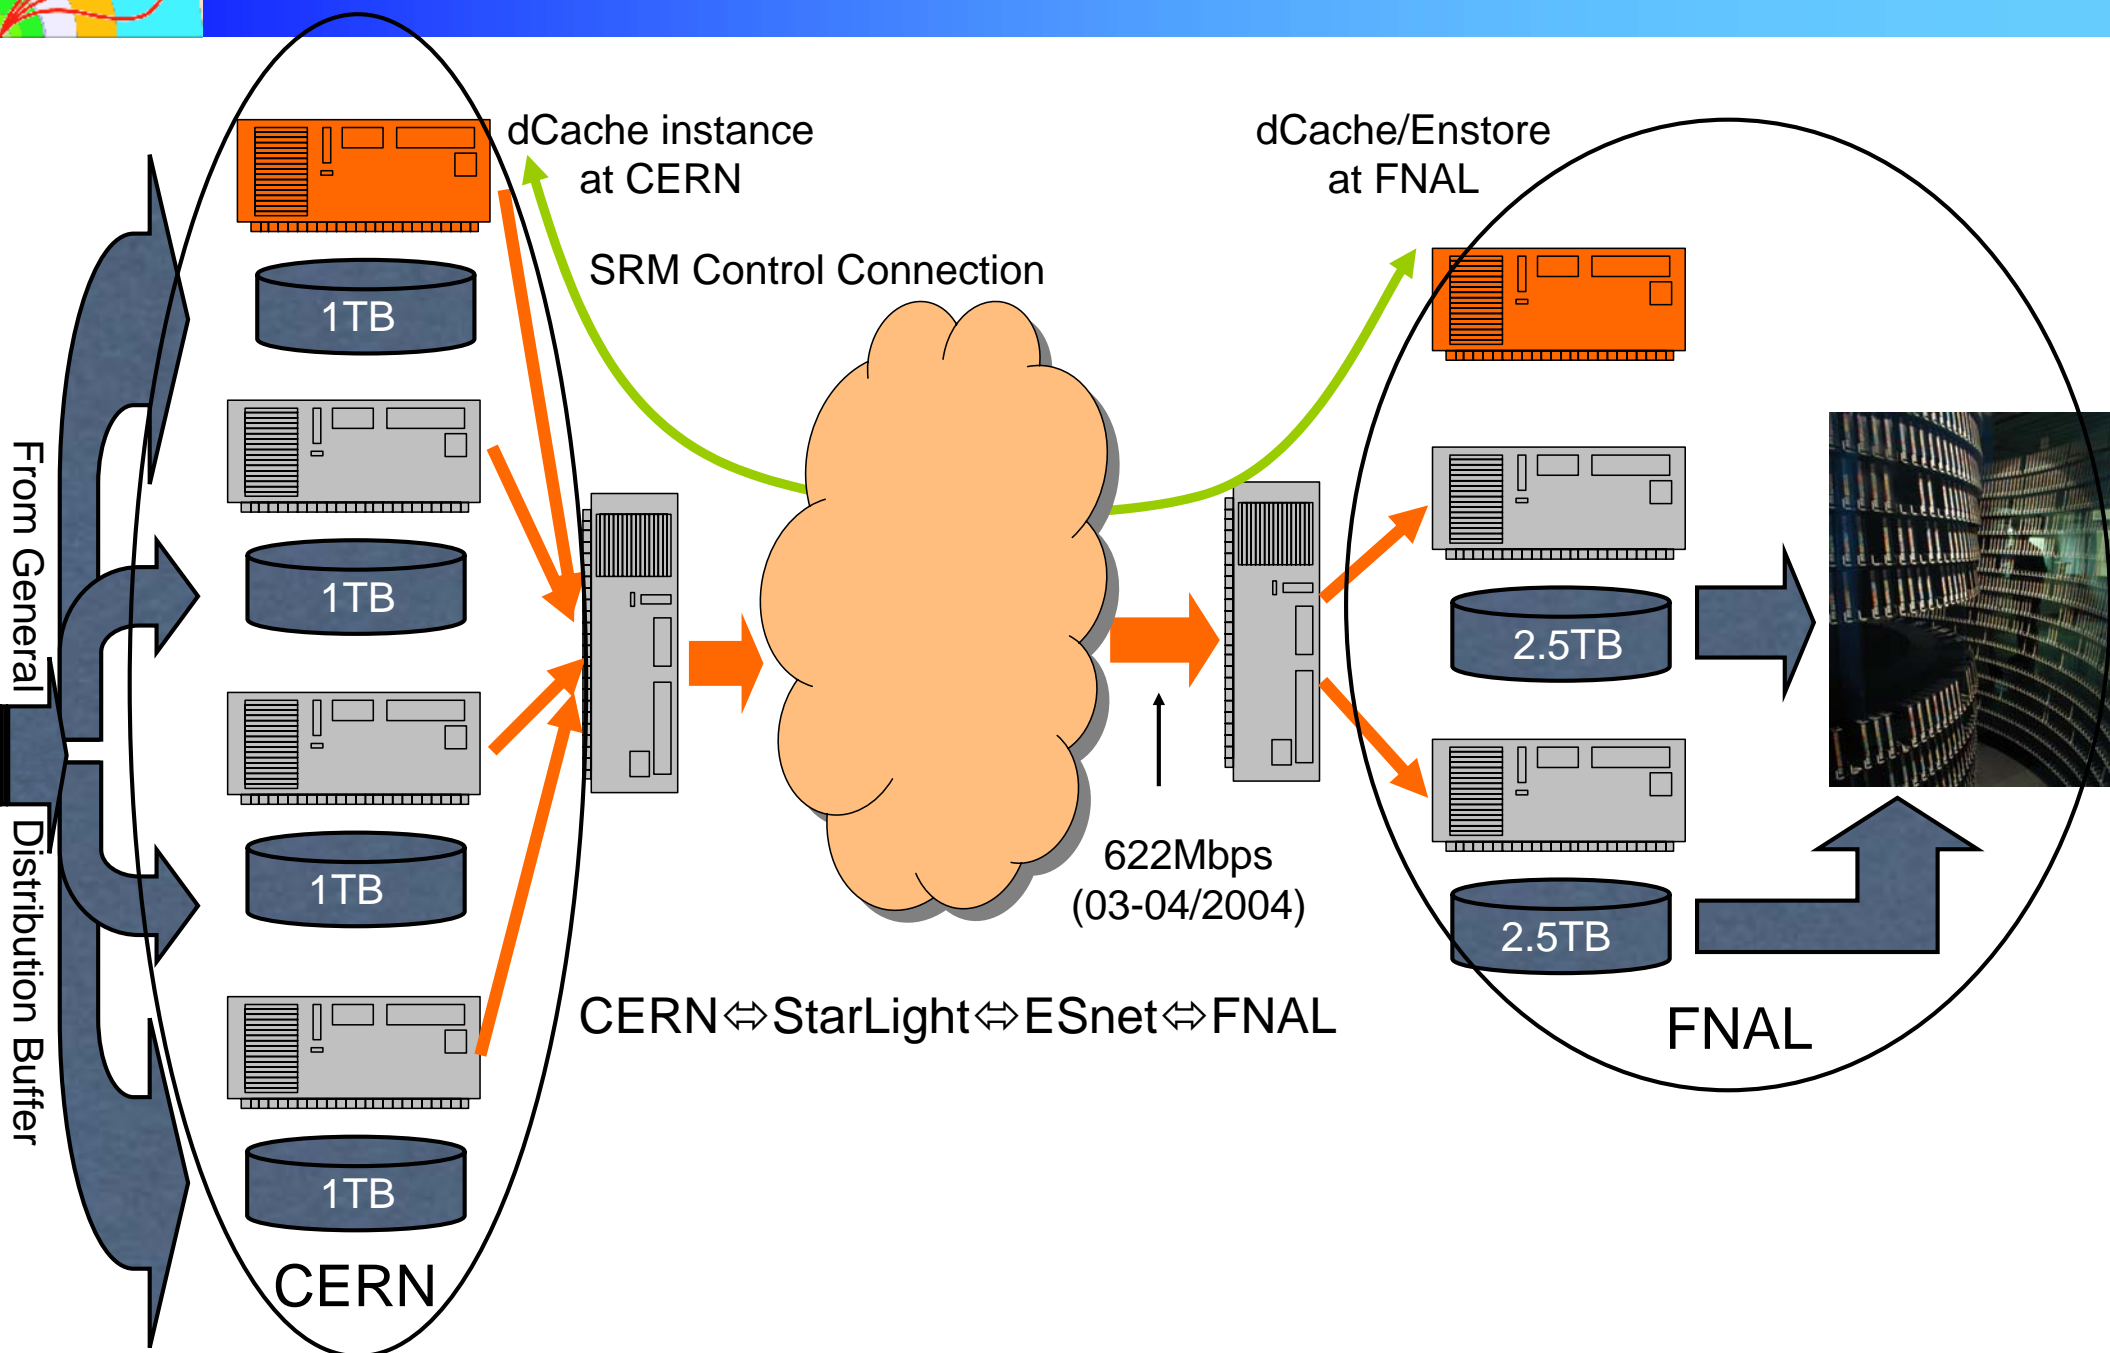 dCache instance
at CERN
dCache/Enstore
at FNAL
SRM Control Connection
1TB
1TB
1TB
1TB
CERN
From General
Distribution Buffer
622Mbps
(03-04/2004)
CERN⇔StarLight⇔ESnet⇔FNAL
2.5TB
2.5TB
FNAL